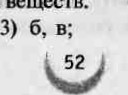 веществ.
3) б, в;
52